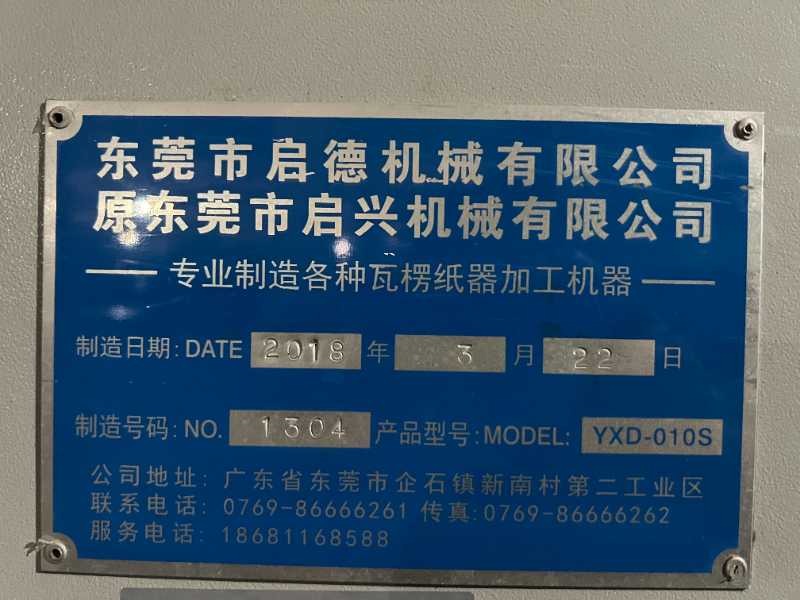 东莞市启德机械有限公司
原东莞市启兴机械有限公司
专业制造各种瓦楞纸器加工机器
制造日期: DATE 2018 年 3 月 22 日
制造号码: NO. 1304 产品型号: MODEL: YXD-010S
公司地址: 广东省东莞市企石镇新南村第二工业区
联系电话: 0769-86666261 传真:0769-86666262
服务电话: 18681168588